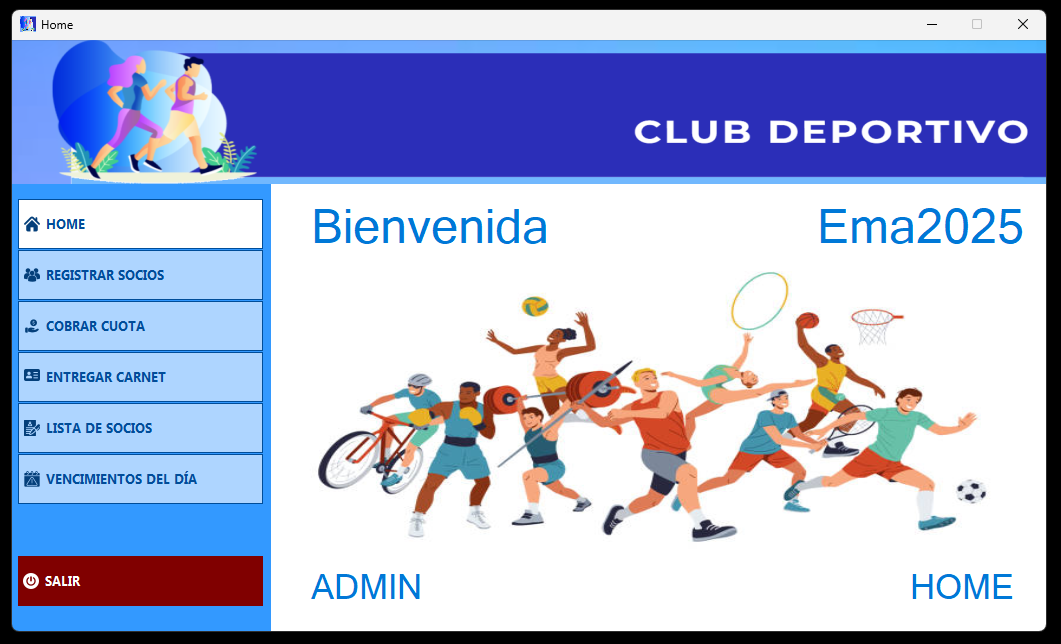 Home
CLUB DEPORTIVO
HOME
REGISTRAR SOCIOS
COBRAR CUOTA
ENTREGAR CARNET
LISTA DE SOCIOS
VENCIMIENTOS DEL DÍA
SALIR
Bienvenida Ema2025
ADMIN HOME